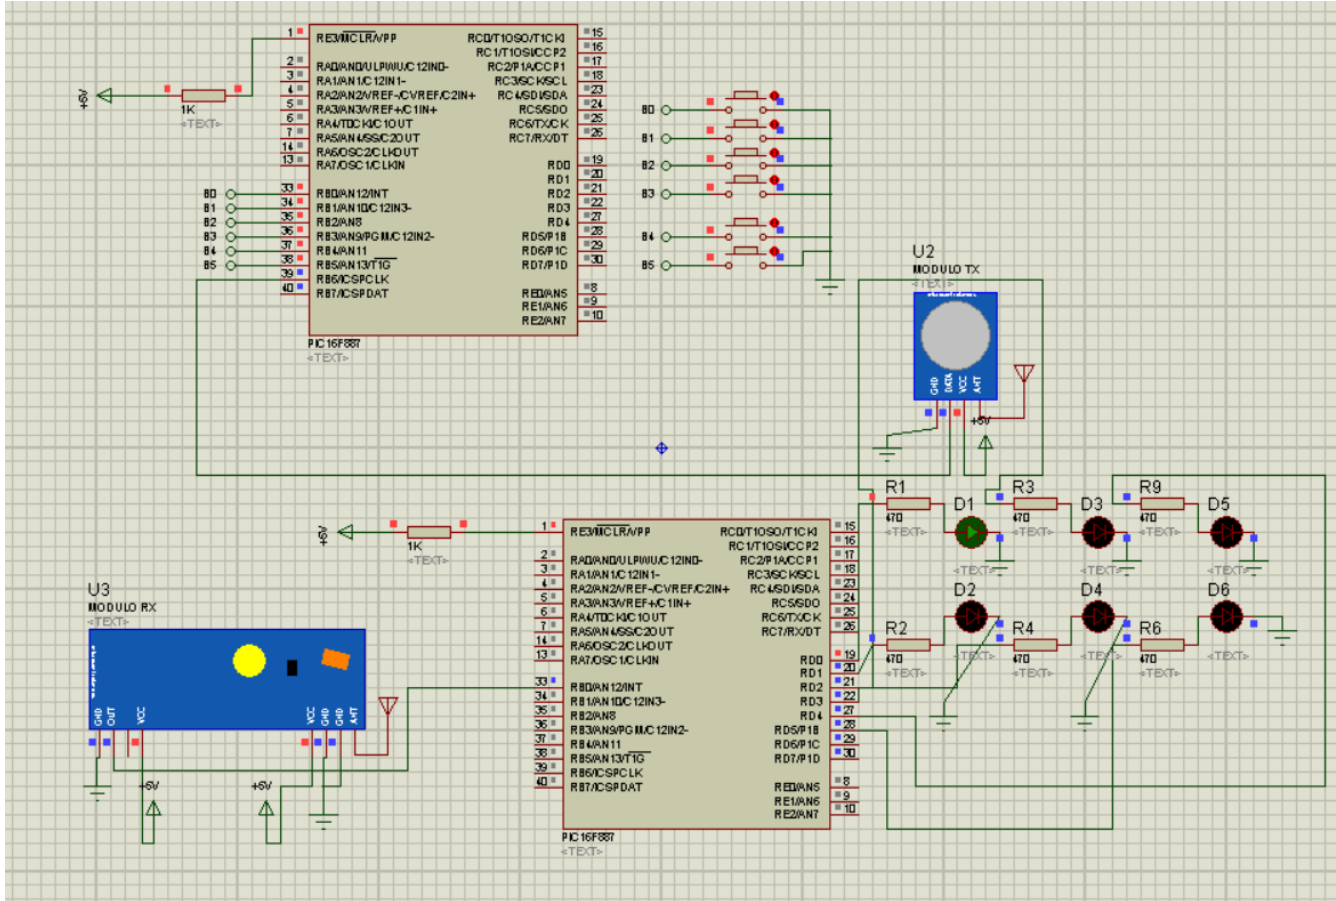 1 RE3/MCLR/VPP
2 RA0/AN0/ULPWU/C12IN0-
3 RA1/AN1/C12IN1-
4 RA2/AN2/VREF-/CVREF/C2IN+
5 RA3/AN3/VREF+/C1IN+
6 RA4/T0CKI/C1OUT
7 RA5/AN4/SS/C2OUT
14 RA6/OSC2/CLKOUT
13 RA7/OSC1/CLKIN
33 RB0/AN12/INT
34 RB1/AN10/C12IN3-
35 RB2/AN8
36 RB3/AN9/PGM/C12IN2-
37 RB4/AN11
38 RB5/AN13/T1G
39 RB6/ICSPCLK
40 RB7/ICSPDAT
RC0/T1OSO/T1CKI 15
RC1/T1OSI/CCP2 16
RC2/P1A/CCP1 17
RC3/SCK/SCL 18
RC4/SDI/SDA 23
RC5/SDO 24
RC6/TX/CK 25
RC7/RX/DT 26
RD0 19
RD1 20
RD2 21
RD3 22
RD4 27
RD5/P1B 28
RD6/P1C 29
RD7/P1D 30
RE0/AN5 8
RE1/AN6 9
RE2/AN7 10
PIC16F887
<TEXT>
+5V
1K
<TEXT>
B0
B1
B2
B3
B4
B5
B0
B1
B2
B3
B4
B5
U2
MODULO TX
<TEXT>
GND
DATA
VCC
ANT
+5V
U3
MODULO RX
<TEXT>
GND
OUT
VCC
VCC
GND
GND
ANT
+5V
+5V
+5V
1K
<TEXT>
1 RE3/MCLR/VPP
2 RA0/AN0/ULPWU/C12IN0-
3 RA1/AN1/C12IN1-
4 RA2/AN2/VREF-/CVREF/C2IN+
5 RA3/AN3/VREF+/C1IN+
6 RA4/T0CKI/C1OUT
7 RA5/AN4/SS/C2OUT
14 RA6/OSC2/CLKOUT
13 RA7/OSC1/CLKIN
33 RB0/AN12/INT
34 RB1/AN10/C12IN3-
35 RB2/AN8
36 RB3/AN9/PGM/C12IN2-
37 RB4/AN11
38 RB5/AN13/T1G
39 RB6/ICSPCLK
40 RB7/ICSPDAT
RC0/T1OSO/T1CKI 15
RC1/T1OSI/CCP2 16
RC2/P1A/CCP1 17
RC3/SCK/SCL 18
RC4/SDI/SDA 23
RC5/SDO 24
RC6/TX/CK 25
RC7/RX/DT 26
RD0 19
RD1 20
RD2 21
RD3 22
RD4 27
RD5/P1B 28
RD6/P1C 29
RD7/P1D 30
RE0/AN5 8
RE1/AN6 9
RE2/AN7 10
PIC16F887
<TEXT>
R1
470
<TEXT>
D1
<TEXT>
R3
470
<TEXT>
D3
<TEXT>
R9
470
<TEXT>
D5
<TEXT>
R2
470
<TEXT>
D2
<TEXT>
R4
470
<TEXT>
D4
<TEXT>
R6
470
<TEXT>
D6
<TEXT>